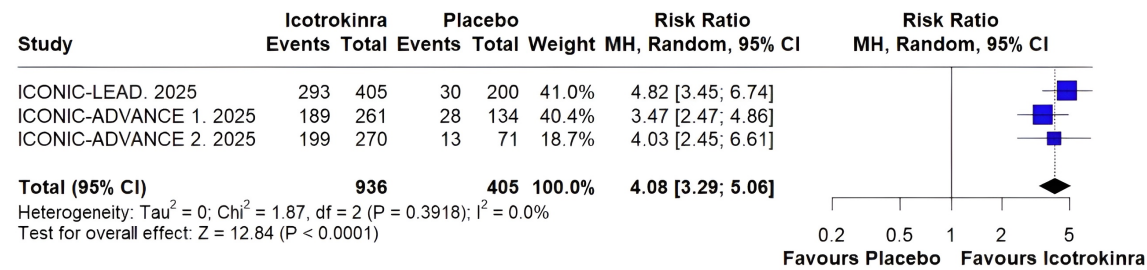 Icotrokinra Placebo Risk Ratio Risk Ratio
Study Events Total Events Total Weight MH, Random, 95% CI MH, Random, 95% CI
ICONIC-LEAD. 2025 293 405 30 200 41.0% 4.82 [3.45; 6.74]
ICONIC-ADVANCE 1. 2025 189 261 28 134 40.4% 3.47 [2.47; 4.86]
ICONIC-ADVANCE 2. 2025 199 270 13 71 18.7% 4.03 [2.45; 6.61]
Total (95% CI) 936 405 100.0% 4.08 [3.29; 5.06]
Heterogeneity: Tau² = 0; Chi² = 1.87, df = 2 (P = 0.3918); I² = 0.0%
Test for overall effect: Z = 12.84 (P < 0.0001)
0.2 0.5 1 2 5
Favours Placebo Favours Icotrokinra